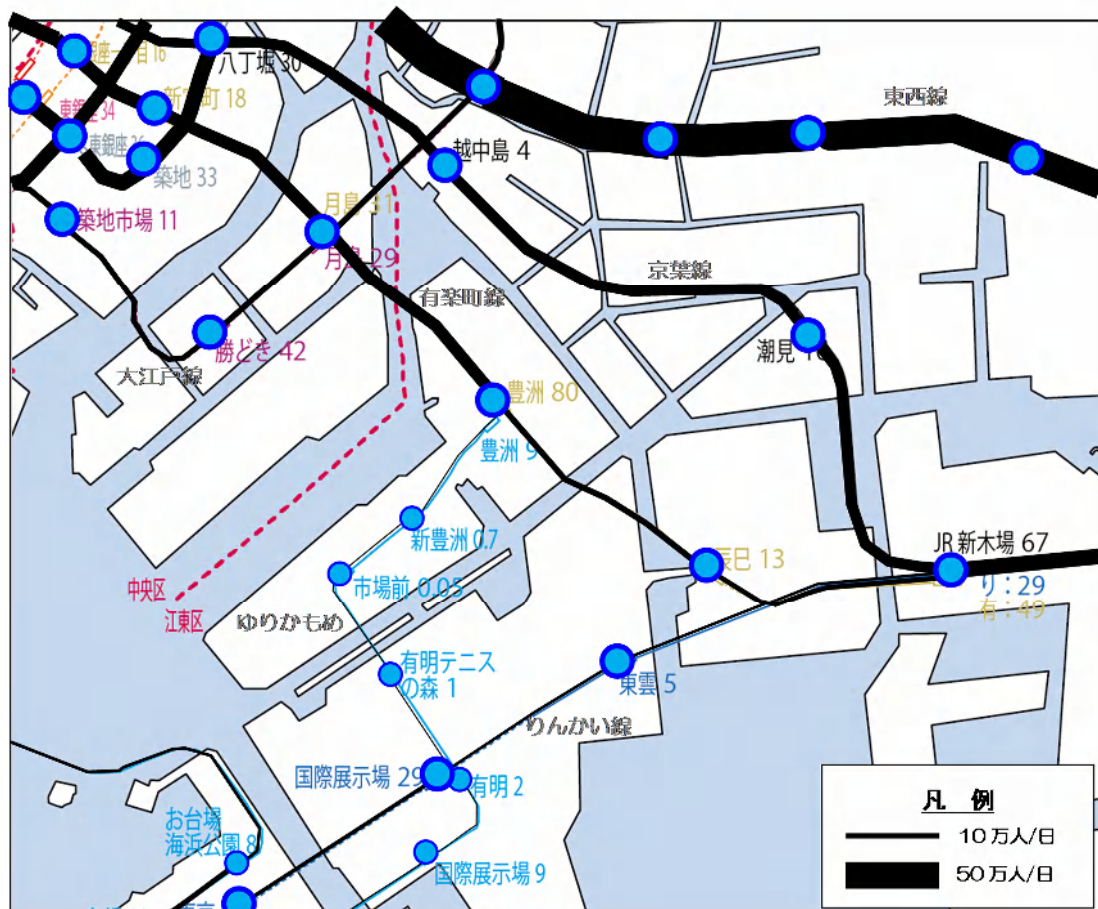 銀座一丁目 16
八丁堀 30
新富町 18
東銀座 34
東銀座
築地 33
築地市場 11
東西線
越中島 4
月島 31
月島 29
京葉線
有楽町線
潮見
勝どき 42
大江戸線
豊洲 80
豊洲 9
新豊洲 0.7
市場前 0.05
辰巳 13
JR 新木場 67
り：29
有：49
中央区
江東区
ゆりかもめ
有明テニス
の森 1
東雲 5
りんかい線
国際展示場 29
有明 2
お台場
海浜公園 8
国際展示場 9
凡 例
10 万人/日
50 万人/日